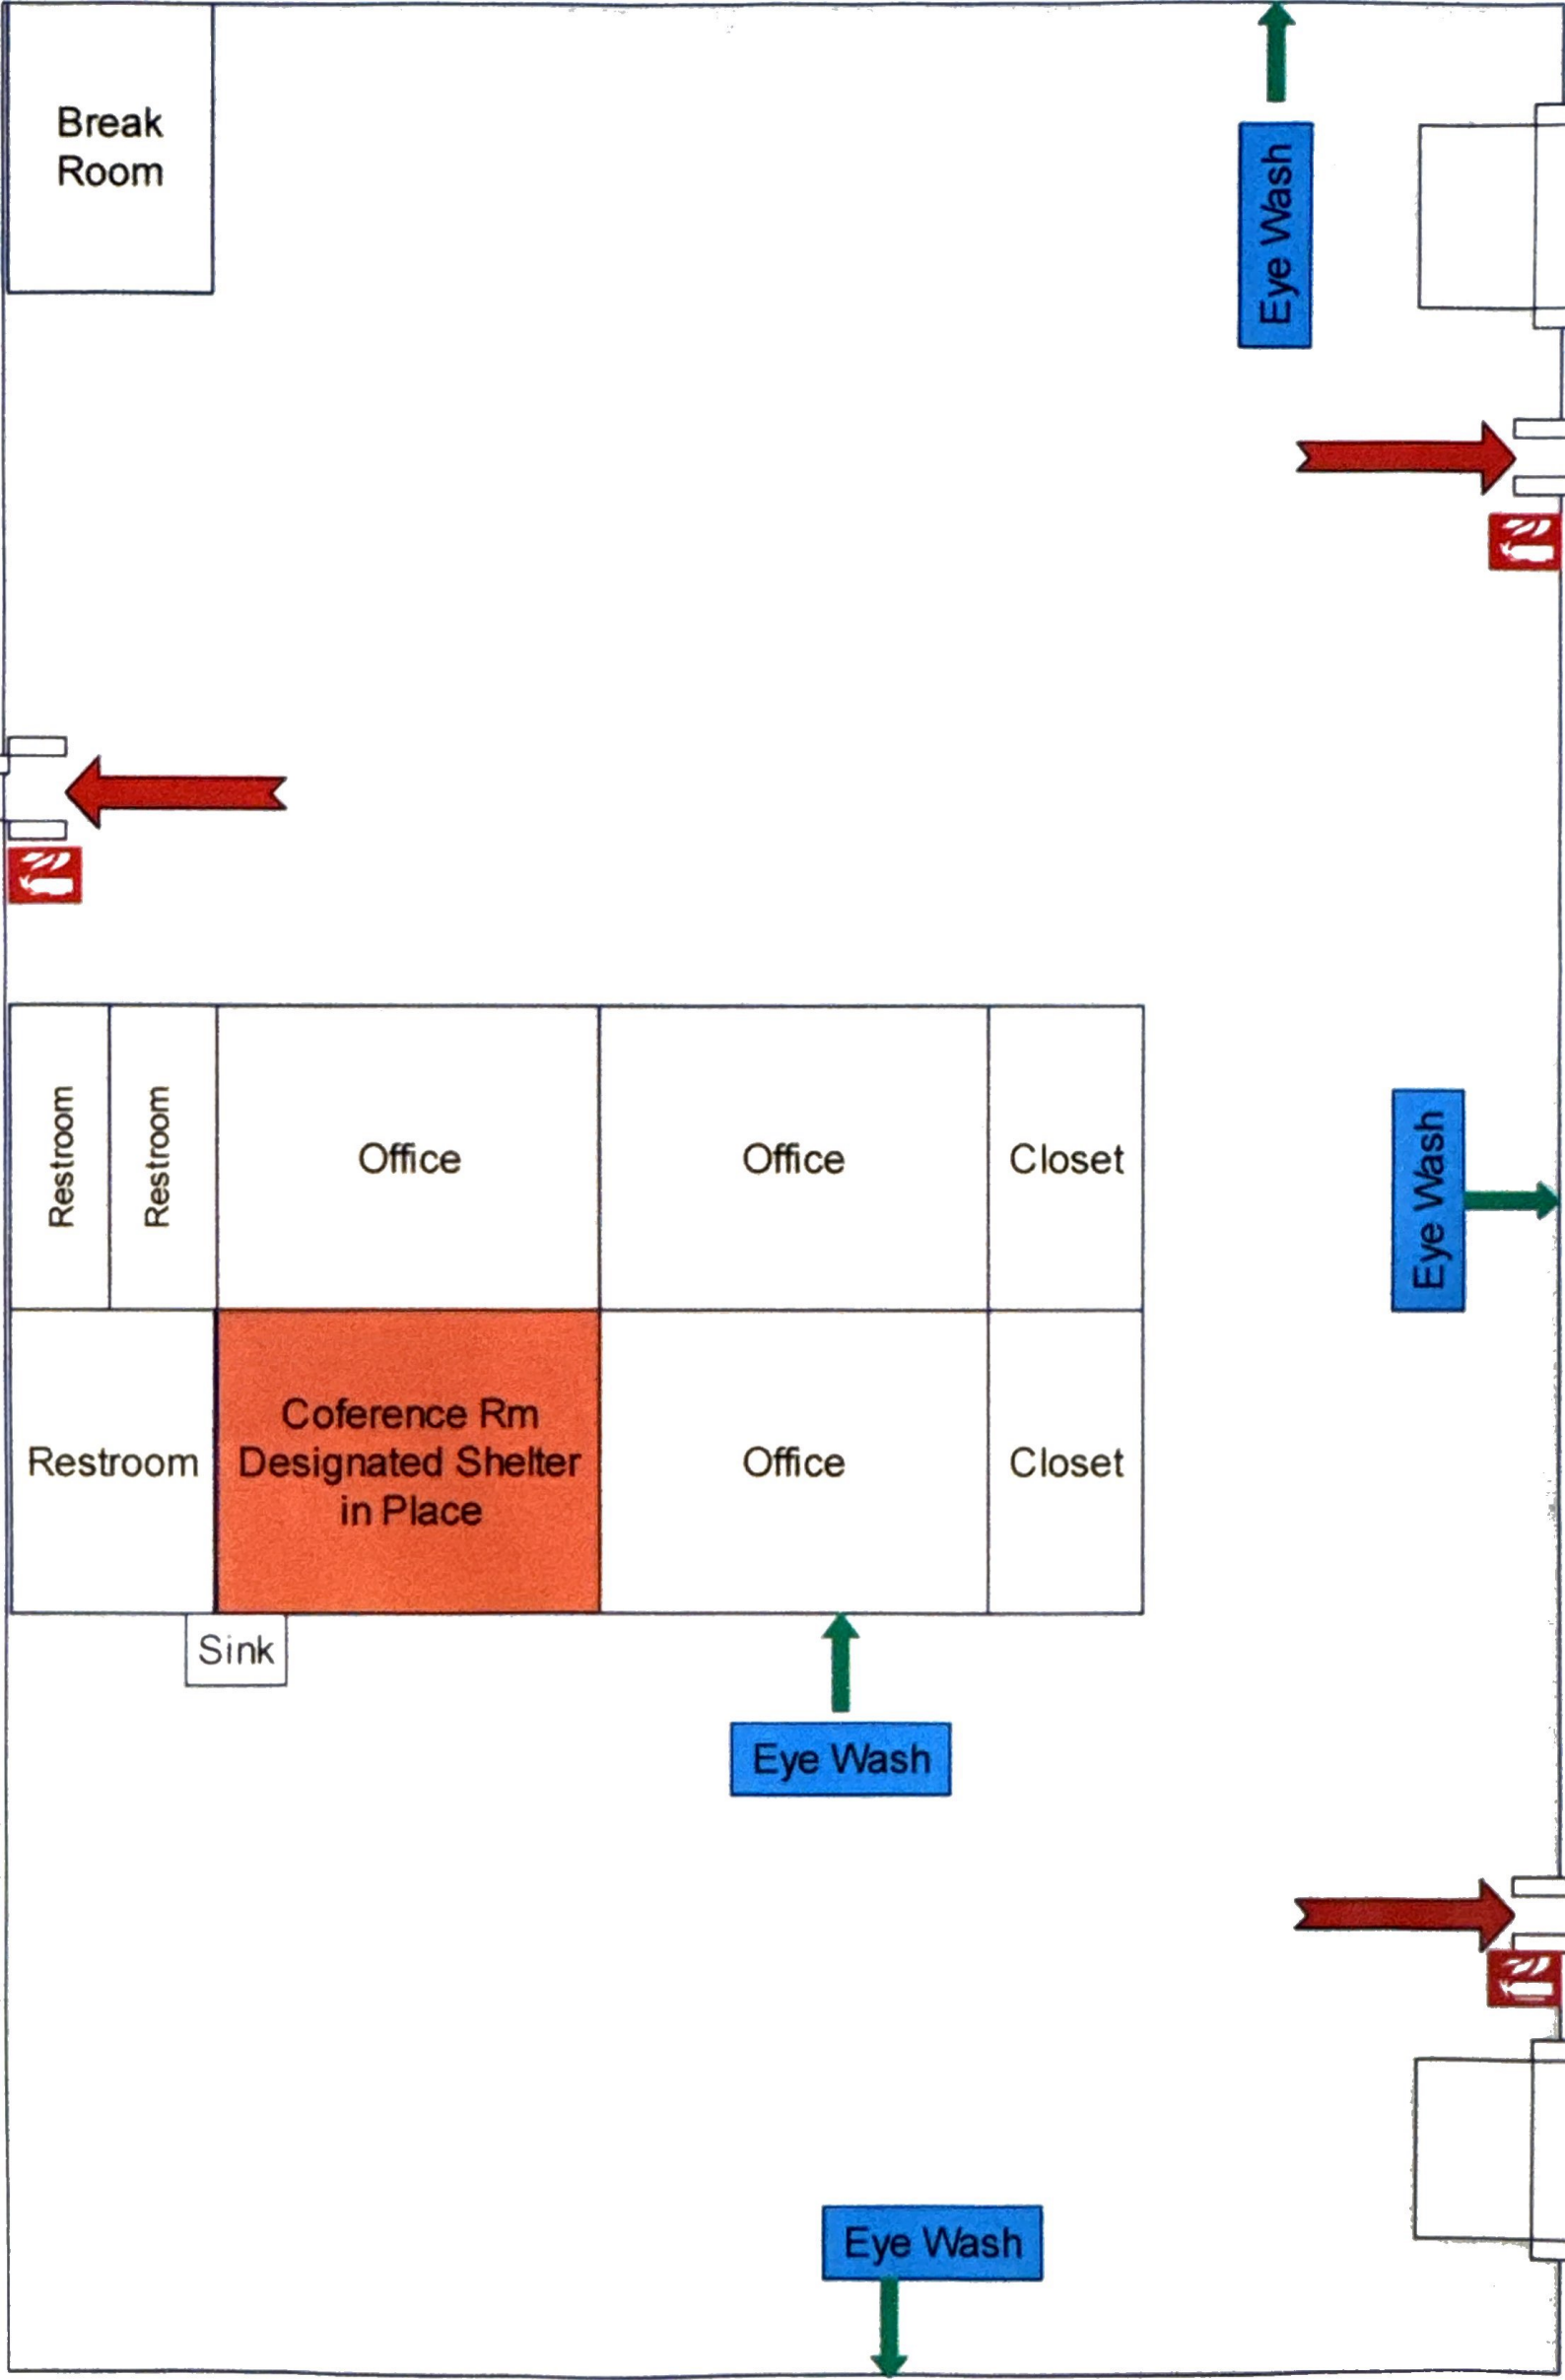 Break
Room
Eye Wash
Restroom
Restroom
Office
Office
Closet
Eye Wash
Restroom
Coference Rm
Designated Shelter
in Place
Office
Closet
Sink
Eye Wash
Eye Wash